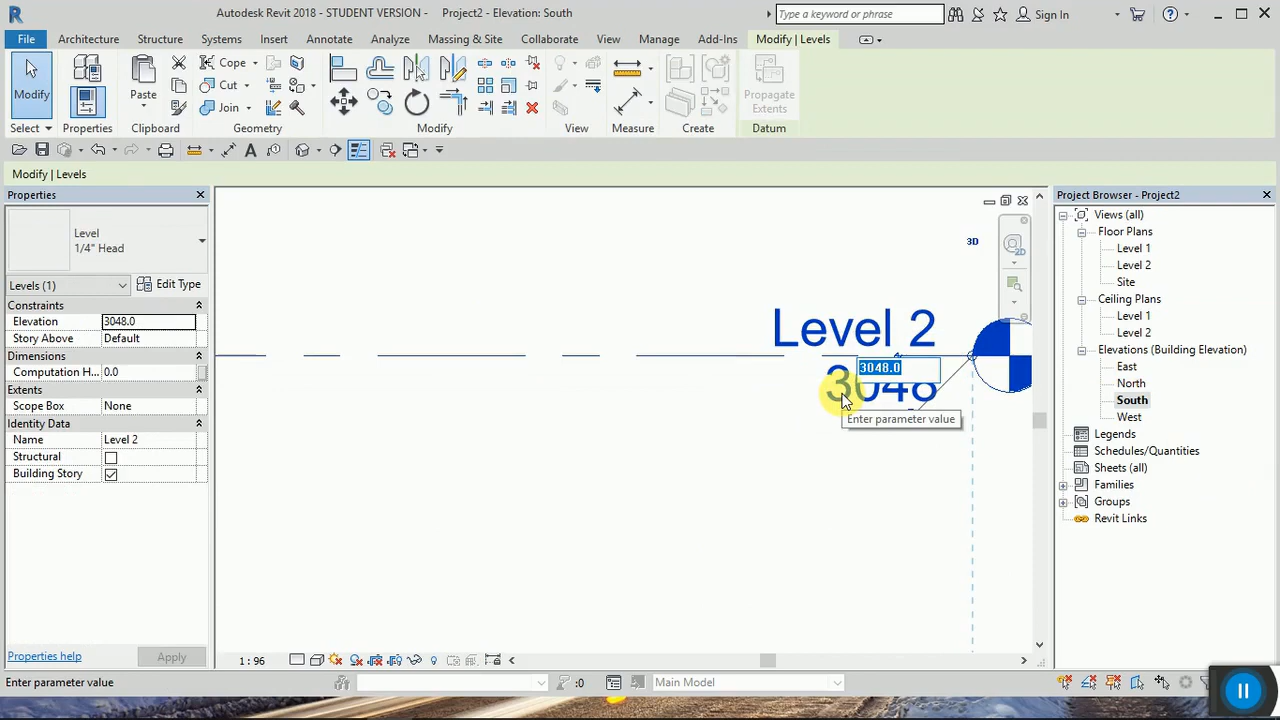 Autodesk Revit 2018 - STUDENT VERSION - Project2 - Elevation: South
Type a keyword or phrase
Sign In
File Architecture Structure Systems Insert Annotate Analyze Massing & Site Collaborate View Manage Add-Ins Modify | Levels
Modify
Paste
Cope
Cut
Join
Propagate
Extents
Select Properties Clipboard Geometry Modify View Measure Create Datum
Modify | Levels
Properties
Level
1/4" Head
Levels (1)
Edit Type
Constraints
Elevation 3048.0
Story Above Default
Dimensions
Computation H... 0.0
Extents
Scope Box None
Identity Data
Name Level 2
Structural
Building Story
Properties help
Apply
3D
2D
Level 2
3048.0
3048
Enter parameter value
1 : 96
Project Browser - Project2
Views (all)
Floor Plans
Level 1
Level 2
Site
Ceiling Plans
Level 1
Level 2
Elevations (Building Elevation)
East
North
South
West
Legends
Schedules/Quantities
Sheets (all)
Families
Groups
Revit Links
Enter parameter value
:0
Main Model